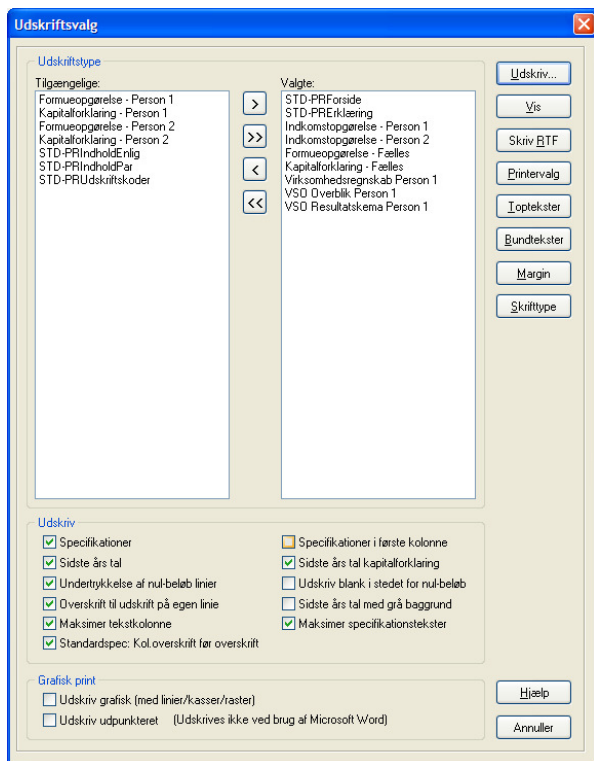 Udskriftsvalg
Udskriftstype
Tilgængelige:
Formueopgørelse - Person 1
Kapitalforklaring - Person 1
Formueopgørelse - Person 2
Kapitalforklaring - Person 2
STD-PRIndholdEnlig
STD-PRIndholdPar
STD-PRUdskriftskoder
>
>>
<
<<
Valgte:
STD-PRForside
STD-PRErklæring
Indkomstopgørelse - Person 1
Indkomstopgørelse - Person 2
Formueopgørelse - Fælles
Kapitalforklaring - Fælles
Virksomhedsregnskab Person 1
VSO Overblik Person 1
VSO Resultatskema Person 1
Udskriv...
Vis
Skriv RTF
Printervalg
Toptekster
Bundtekster
Margin
Skrifttype
Udskriv
Specifikationer
Sidste års tal
Undertrykkelse af nul-beløb linier
Overskrift til udskrift på egen linie
Maksimer tekstkolonne
Standardspec: Kol.overskrift før overskrift
Specifikationer i første kolonne
Sidste års tal kapitalforklaring
Udskriv blank i stedet for nul-beløb
Sidste års tal med grå baggrund
Maksimer specifikationstekster
Grafisk print
Udskriv grafisk (med linier/kasser/raster)
Udskriv udpunkteret (Udskrives ikke ved brug af Microsoft Word)
Hjælp
Annuller